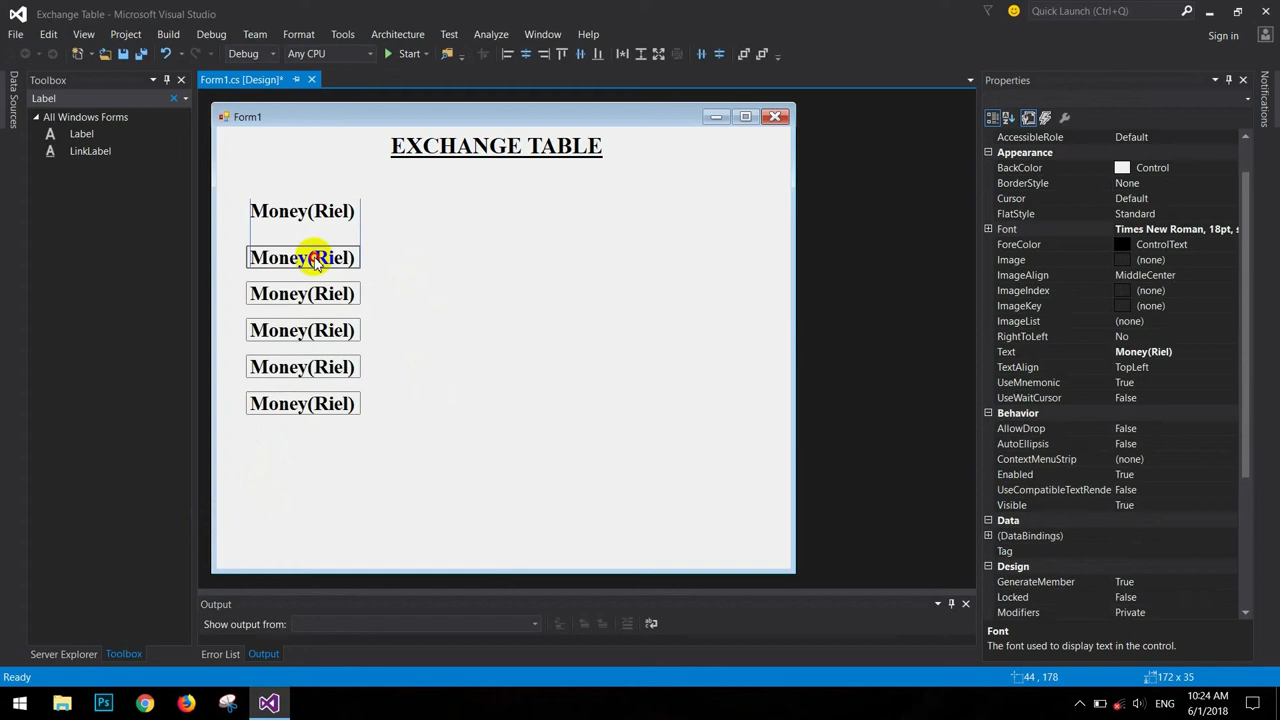 Exchange Table - Microsoft Visual Studio
Quick Launch (Ctrl+Q)
File Edit View Project Build Debug Team Format Tools Architecture Test Analyze Window Help
Sign in
Debug Any CPU Start
Data Sources
Toolbox
Label
All Windows Forms
Label
LinkLabel
Form1.cs [Design]*
Form1
EXCHANGE TABLE
Money(Riel)
Money(Riel)
Money(Riel)
Money(Riel)
Money(Riel)
Money(Riel)
Properties
Notifications
AccessibleRole Default
Appearance
BackColor Control
BorderStyle None
Cursor Default
FlatStyle Standard
Font Times New Roman, 18pt, s
ForeColor ControlText
Image (none)
ImageAlign MiddleCenter
ImageIndex (none)
ImageKey (none)
ImageList (none)
RightToLeft No
Text Money(Riel)
TextAlign TopLeft
UseMnemonic True
UseWaitCursor False
Behavior
AllowDrop False
AutoEllipsis False
ContextMenuStrip (none)
Enabled True
UseCompatibleTextRende False
Visible True
Data
(DataBindings)
Tag
Design
GenerateMember True
Locked False
Modifiers Private
Font
The font used to display text in the control.
Output
Show output from:
Server Explorer Toolbox Error List Output
Ready 44 , 178 172 x 35
Ps ENG 10:24 AM
6/1/2018